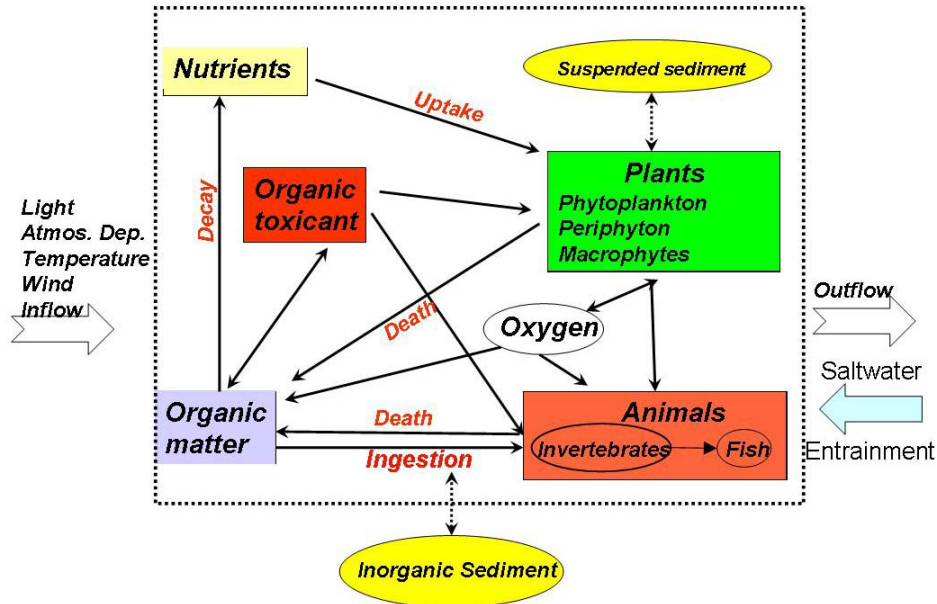 Nutrients
Suspended sediment
Uptake
Plants
Phytoplankton
Periphyton
Macrophytes
Organic
toxicant
Decay
Light
Atmos. Dep.
Temperature
Wind
Inflow
Outflow
Death
Oxygen
Saltwater
Entrainment
Organic
matter
Death
Ingestion
Animals
Invertebrates
Fish
Inorganic Sediment